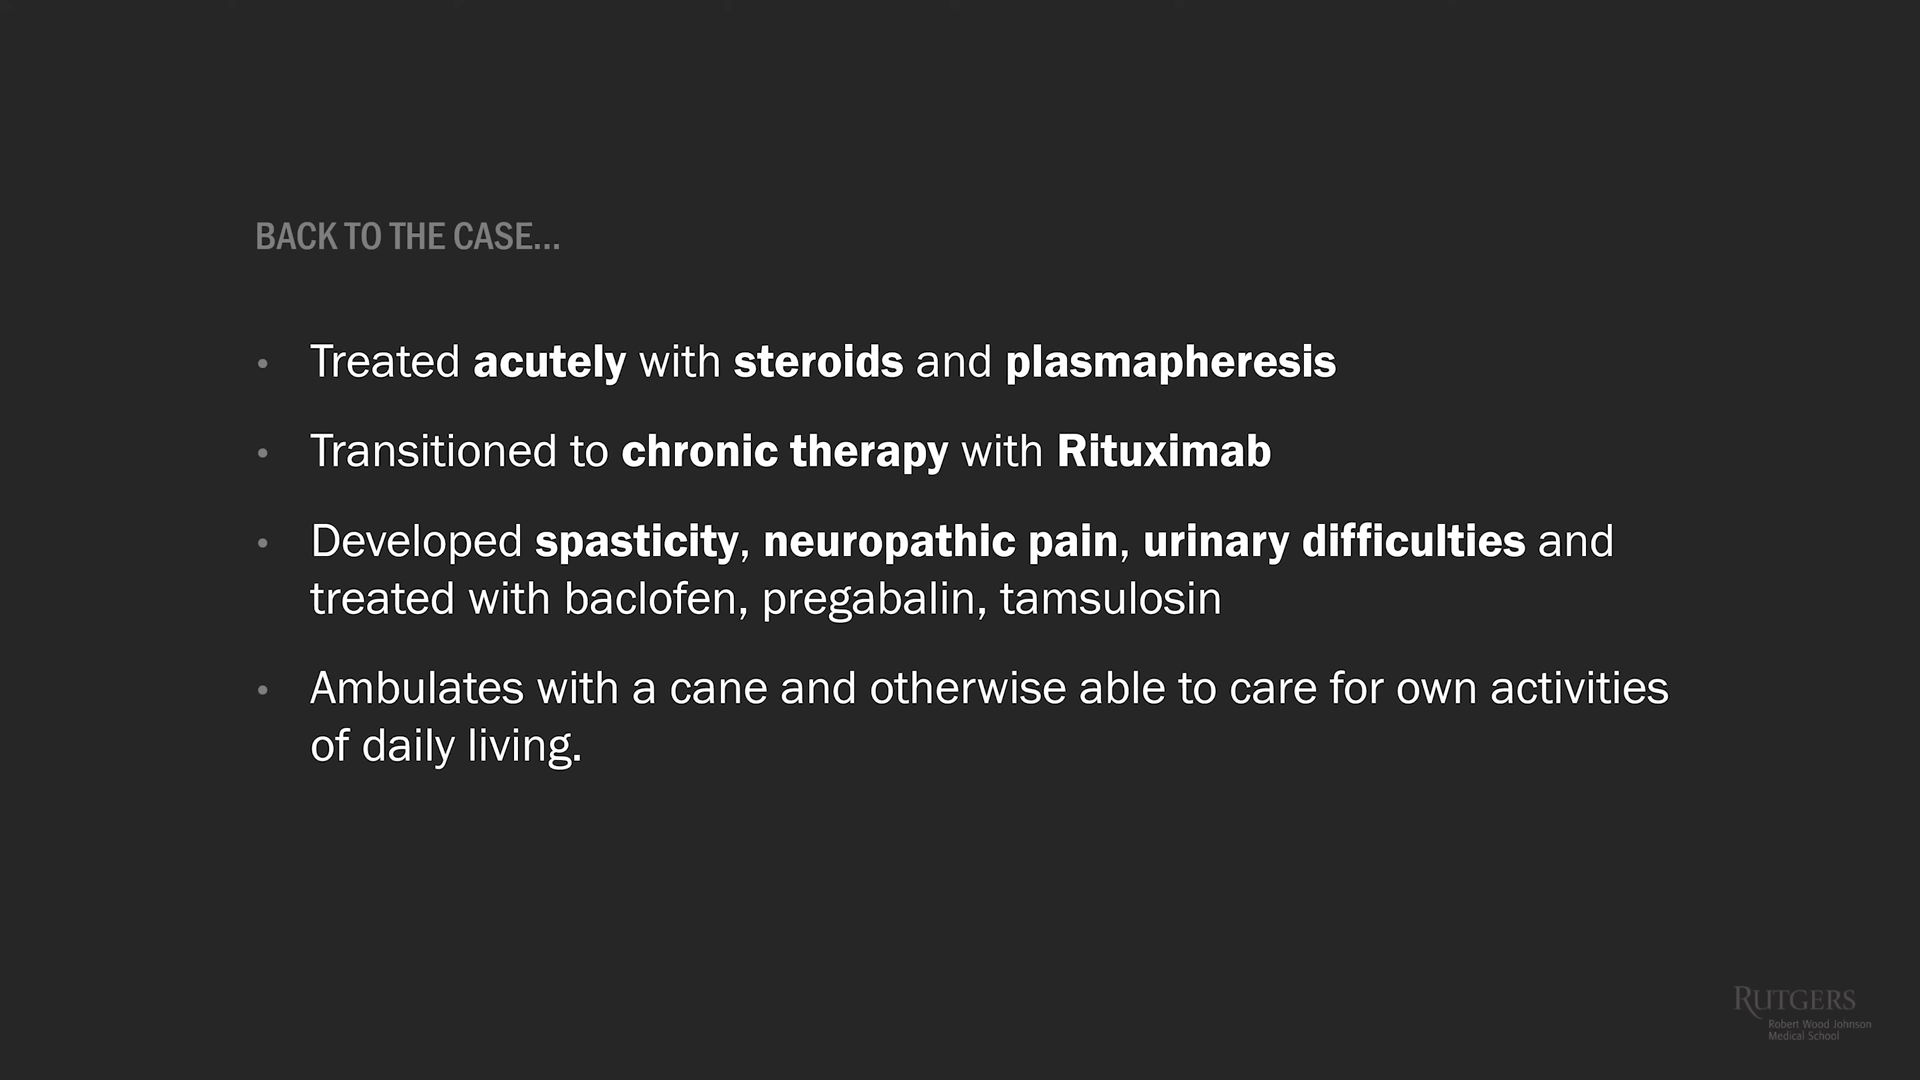 BACK TO THE CASE...
• Treated acutely with steroids and plasmapheresis
• Transitioned to chronic therapy with Rituximab
• Developed spasticity, neuropathic pain, urinary difficulties and
treated with baclofen, pregabalin, tamsulosin
• Ambulates with a cane and otherwise able to care for own activities
of daily living.
RUTGERS
Robert Wood Johnson
Medical School